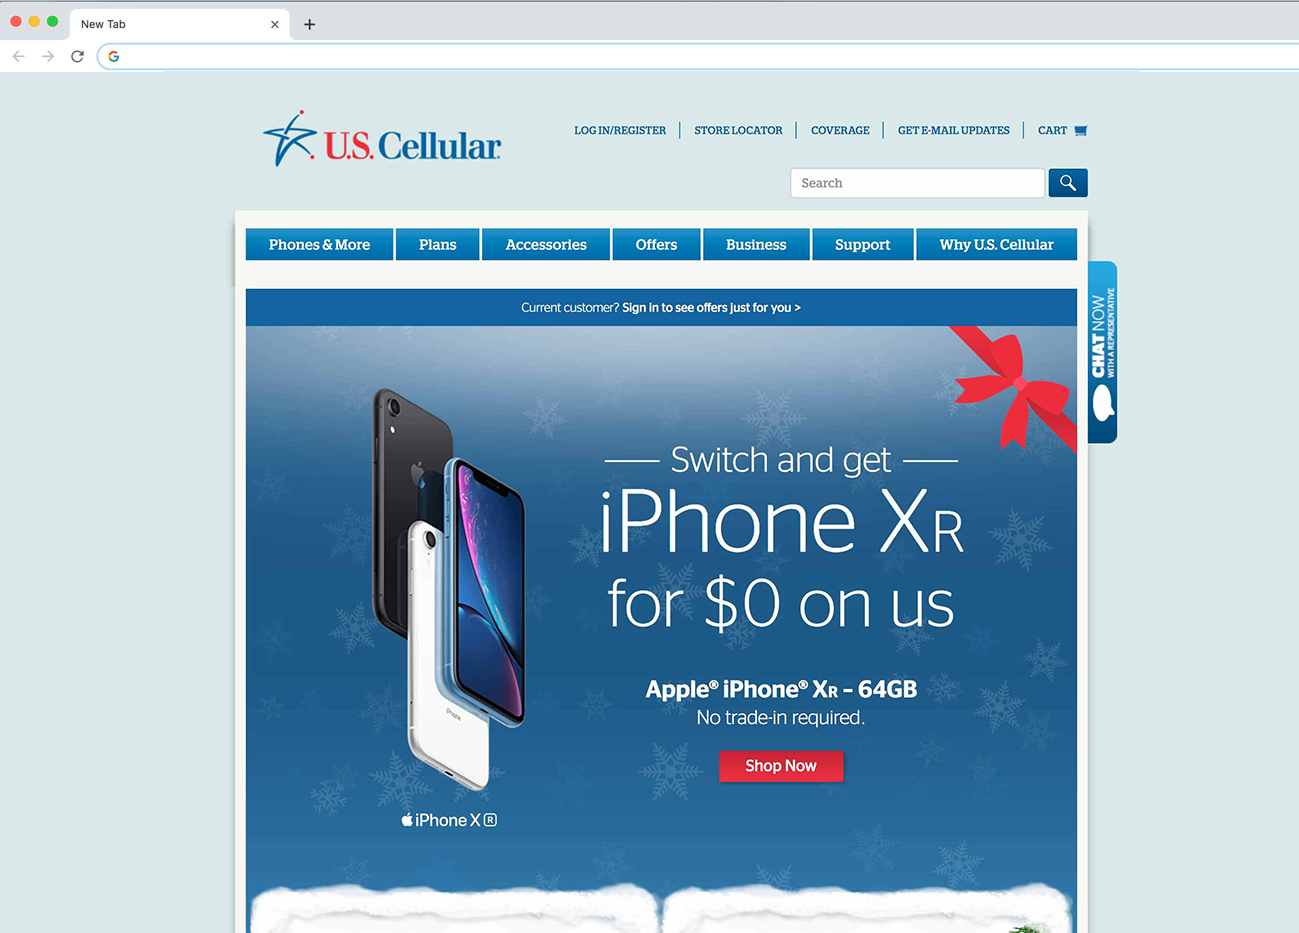 New Tab
U.S. Cellular
LOG IN/REGISTER
STORE LOCATOR
COVERAGE
GET E-MAIL UPDATES
CART
Search
Phones & More
Plans
Accessories
Offers
Business
Support
Why U.S. Cellular
Current customer? Sign in to see offers just for you >
CHAT NOW
WITH A REPRESENTATIVE
Switch and get
iPhone XR
for $0 on us
Apple® iPhone® XR – 64GB
No trade-in required.
Shop Now
iPhone
iPhone XR